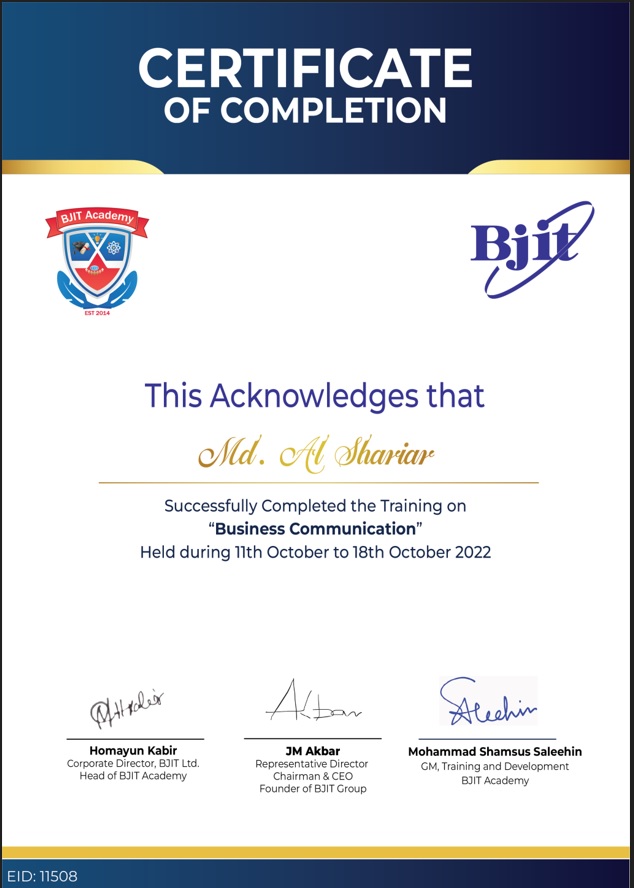 CERTIFICATE
OF COMPLETION
BJIT Academy
EST 2014
Bjit
This Acknowledges that
Md. Al Shariar
Successfully Completed the Training on
“Business Communication”
Held during 11th October to 18th October 2022
Akbar
Saleehin
Homayun Kabir
Corporate Director, BJIT Ltd.
Head of BJIT Academy
JM Akbar
Representative Director
Chairman & CEO
Founder of BJIT Group
Mohammad Shamsus Saleehin
GM, Training and Development
BJIT Academy
EID: 11508